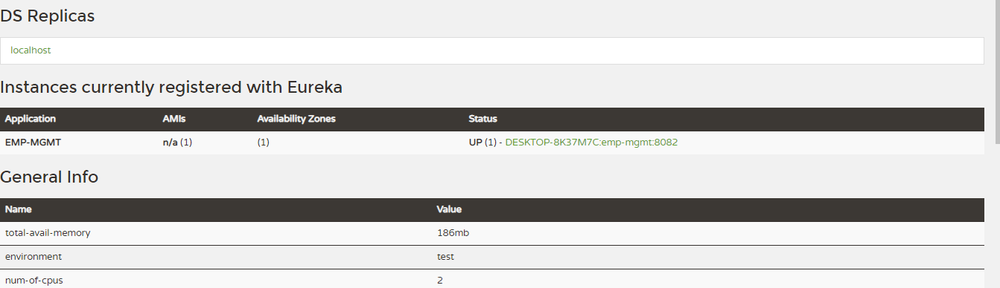 DS Replicas
localhost
Instances currently registered with Eureka
Application AMIs Availability Zones Status
EMP-MGMT n/a (1) (1) UP (1) - DESKTOP-8K37M7C:emp-mgmt:8082
General Info
Name Value
total-avail-memory 186mb
environment test
num-of-cpus 2